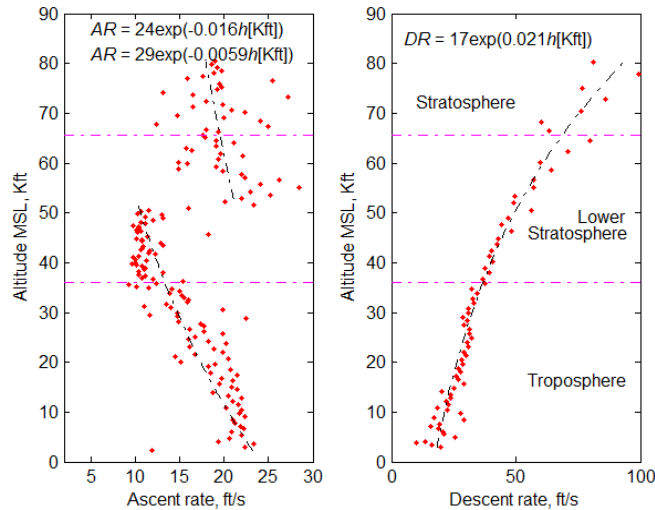 AR = 24exp(-0.016h[Kft])
AR = 29exp(-0.0059h[Kft])
90
80
70
60
50
40
30
20
10
0
Altitude MSL, Kft
5
10
15
20
25
30
Ascent rate, ft/s
DR = 17exp(0.021h[Kft])
Stratosphere
Lower
Stratosphere
Troposphere
90
80
70
60
50
40
30
20
10
0
Altitude MSL, Kft
0
50
100
Descent rate, ft/s